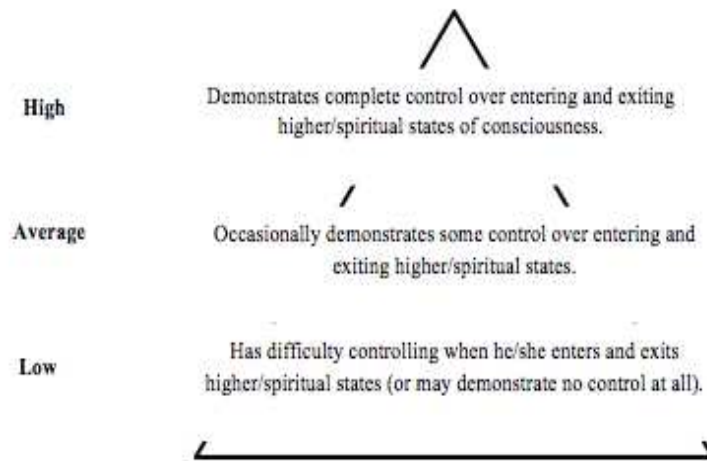 High
Demonstrates complete control over entering and exiting
higher/spiritual states of consciousness.
Average
Occasionally demonstrates some control over entering and
exiting higher/spiritual states.
Low
Has difficulty controlling when he/she enters and exits
higher/spiritual states (or may demonstrate no control at all).